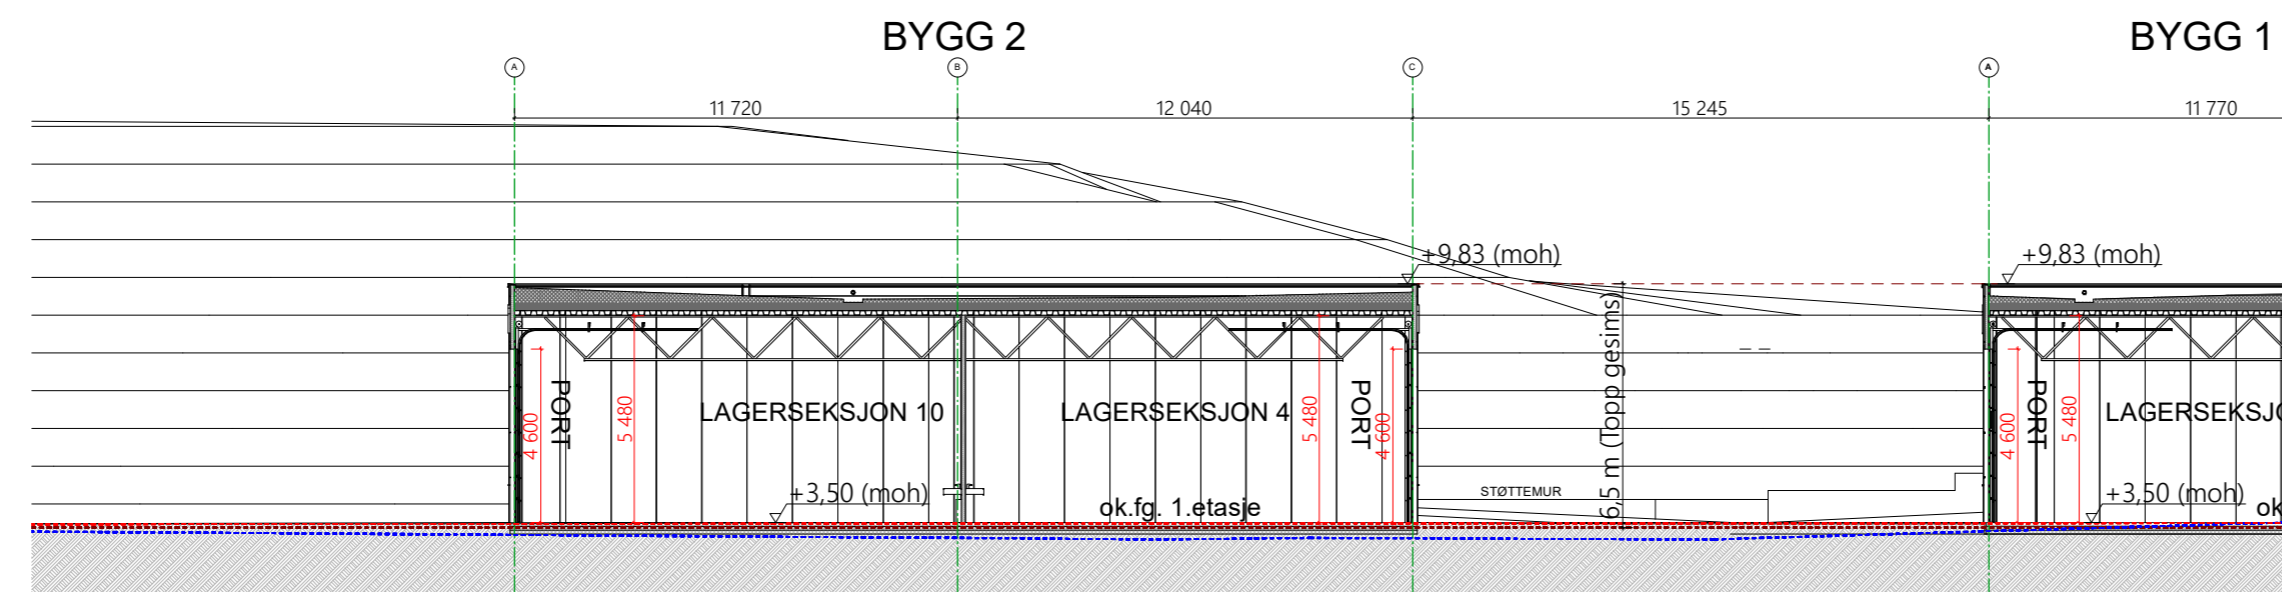 BYGG 2
BYGG 1
A
B
C
A
11 720
12 040
15 245
11 770
+9,83 (moh)
+9,83 (moh)
6,5 m (Topp gesims)
4 600
PORT
5 480
LAGERSEKSJON 10
LAGERSEKSJON 4
5 480
PORT
4 600
4 600
PORT
5 480
LAGERSEKSJO
STØTTEMUR
+3,50 (moh)
ok.fg. 1.etasje
+3,50 (moh)
ok